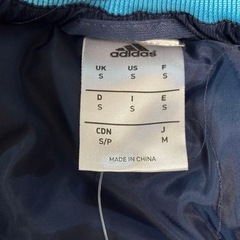 adidas
UK US F
S S S
D I E
S S S
CDN J
S/P M
MADE IN CHINA